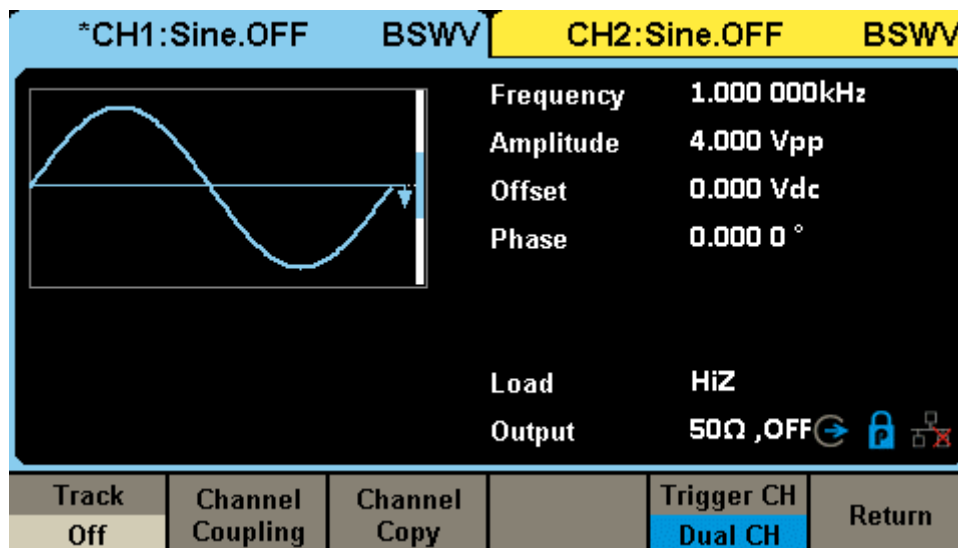 *CH1:Sine.OFF BSWV CH2:Sine.OFF BSWV
Frequency 1.000 000kHz
Amplitude 4.000 Vpp
Offset 0.000 Vdc
Phase 0.000 0 °
Load HiZ
Output 50Ω ,OFF P
Track Off
Channel Coupling
Channel Copy
Trigger CH Dual CH
Return